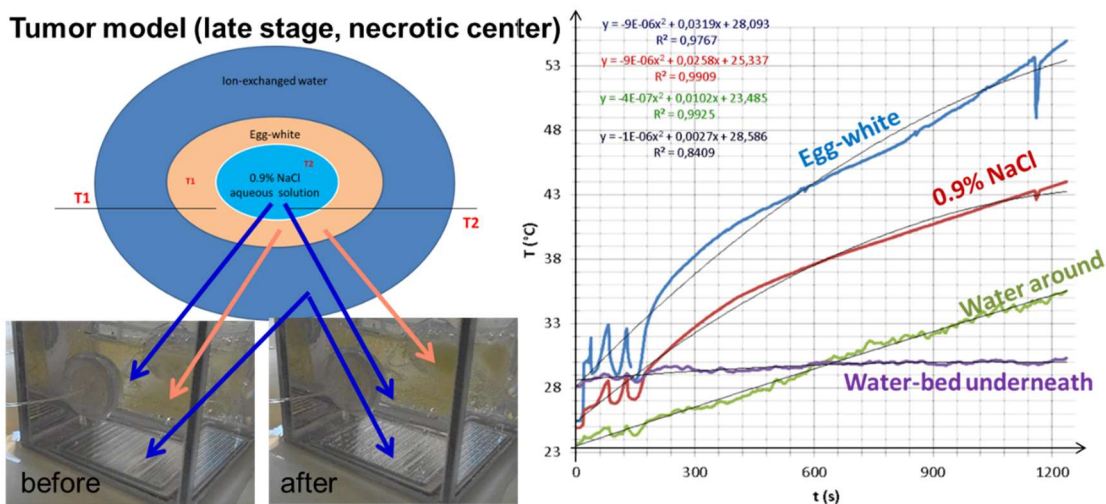 Tumor model (late stage, necrotic center)
Ion-exchanged water
Egg-white
T2
T1
0.9% NaCl
aqueous solution
T1
T2
before
after
y = -9E-06x² + 0,0319x + 28,093
R² = 0,9767
y = -9E-06x² + 0,0258x + 25,337
R² = 0,9909
y = -4E-07x² + 0,0102x + 23,485
R² = 0,9925
y = -1E-06x² + 0,0027x + 28,586
R² = 0,8409
Egg-white
0.9% NaCl
Water around
Water-bed underneath
T (°C)
53
48
43
38
33
28
23
0
300
600
900
1200
t (s)